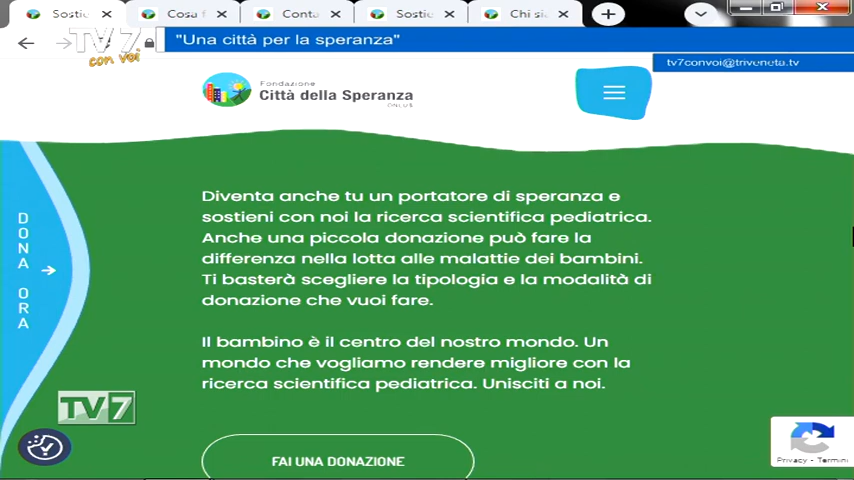 Sostie
Cosa f
Conta
Sostie
Chi sia
TV7
con voi
"Una città per la speranza"
tv7convoi@triveneta.tv
Fondazione
Città della Speranza
ONLUS
Diventa anche tu un portatore di speranza e
sostieni con noi la ricerca scientifica pediatrica.
Anche una piccola donazione può fare la
differenza nella lotta alle malattie dei bambini.
Ti basterà scegliere la tipologia e la modalità di
donazione che vuoi fare.
DONA ORA
Il bambino è il centro del nostro mondo. Un
mondo che vogliamo rendere migliore con la
ricerca scientifica pediatrica. Unisciti a noi.
TV7
FAI UNA DONAZIONE
Privacy - Termini